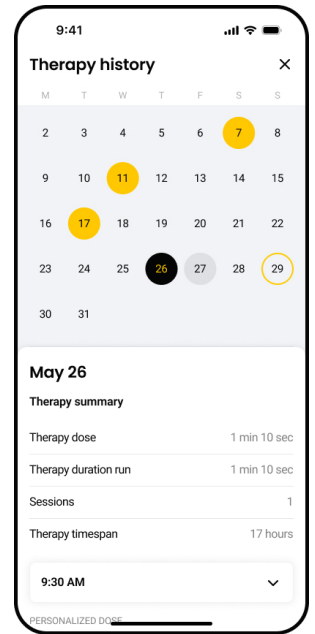 9:41
Therapy history
M T W T F S S
2 3 4 5 6 7 8
9 10 11 12 13 14 15
16 17 18 19 20 21 22
23 24 25 26 27 28 29
30 31
May 26
Therapy summary
Therapy dose 1 min 10 sec
Therapy duration run 1 min 10 sec
Sessions 1
Therapy timespan 17 hours
9:30 AM
PERSONALIZED DOSE